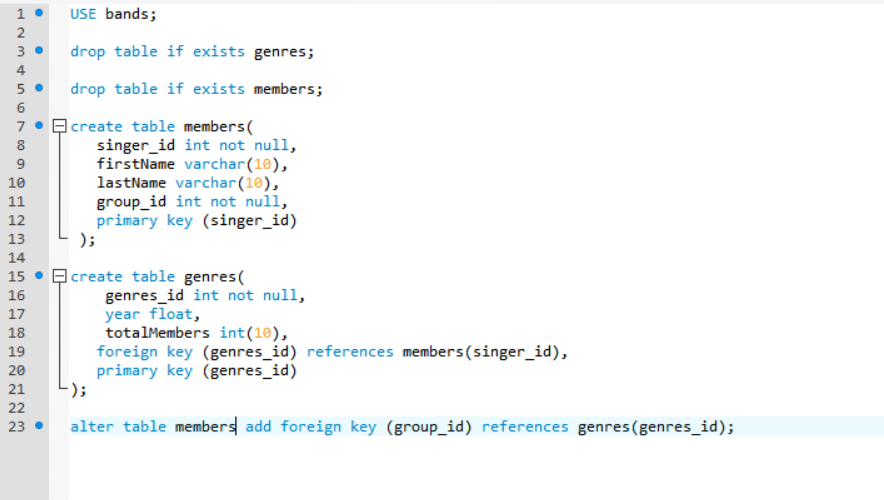 1 USE bands;
2
3 drop table if exists genres;
4
5 drop table if exists members;
6
7 create table members(
8 singer_id int not null,
9 firstName varchar(10),
10 lastName varchar(10),
11 group_id int not null,
12 primary key (singer_id)
13 );
14
15 create table genres(
16 genres_id int not null,
17 year float,
18 totalMembers int(10),
19 foreign key (genres_id) references members(singer_id),
20 primary key (genres_id)
21 );
22
23 alter table members add foreign key (group_id) references genres(genres_id);